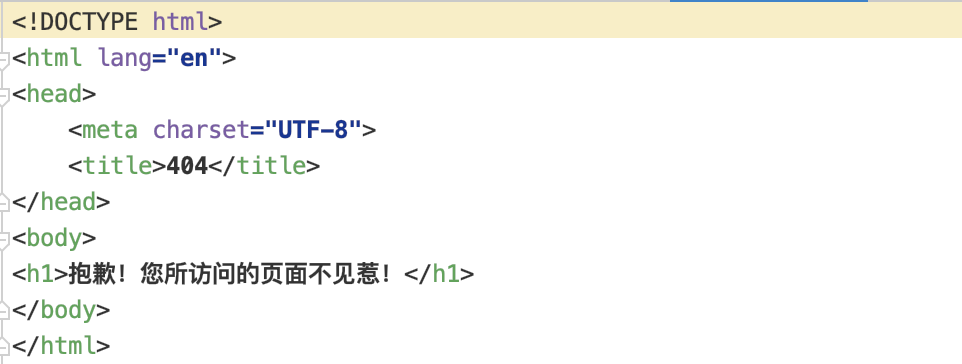 <!DOCTYPE html>
<html lang="en">
<head>
    <meta charset="UTF-8">
    <title>404</title>
</head>
<body>
<h1>抱歉！您所访问的页面不见惹！</h1>
</body>
</html>